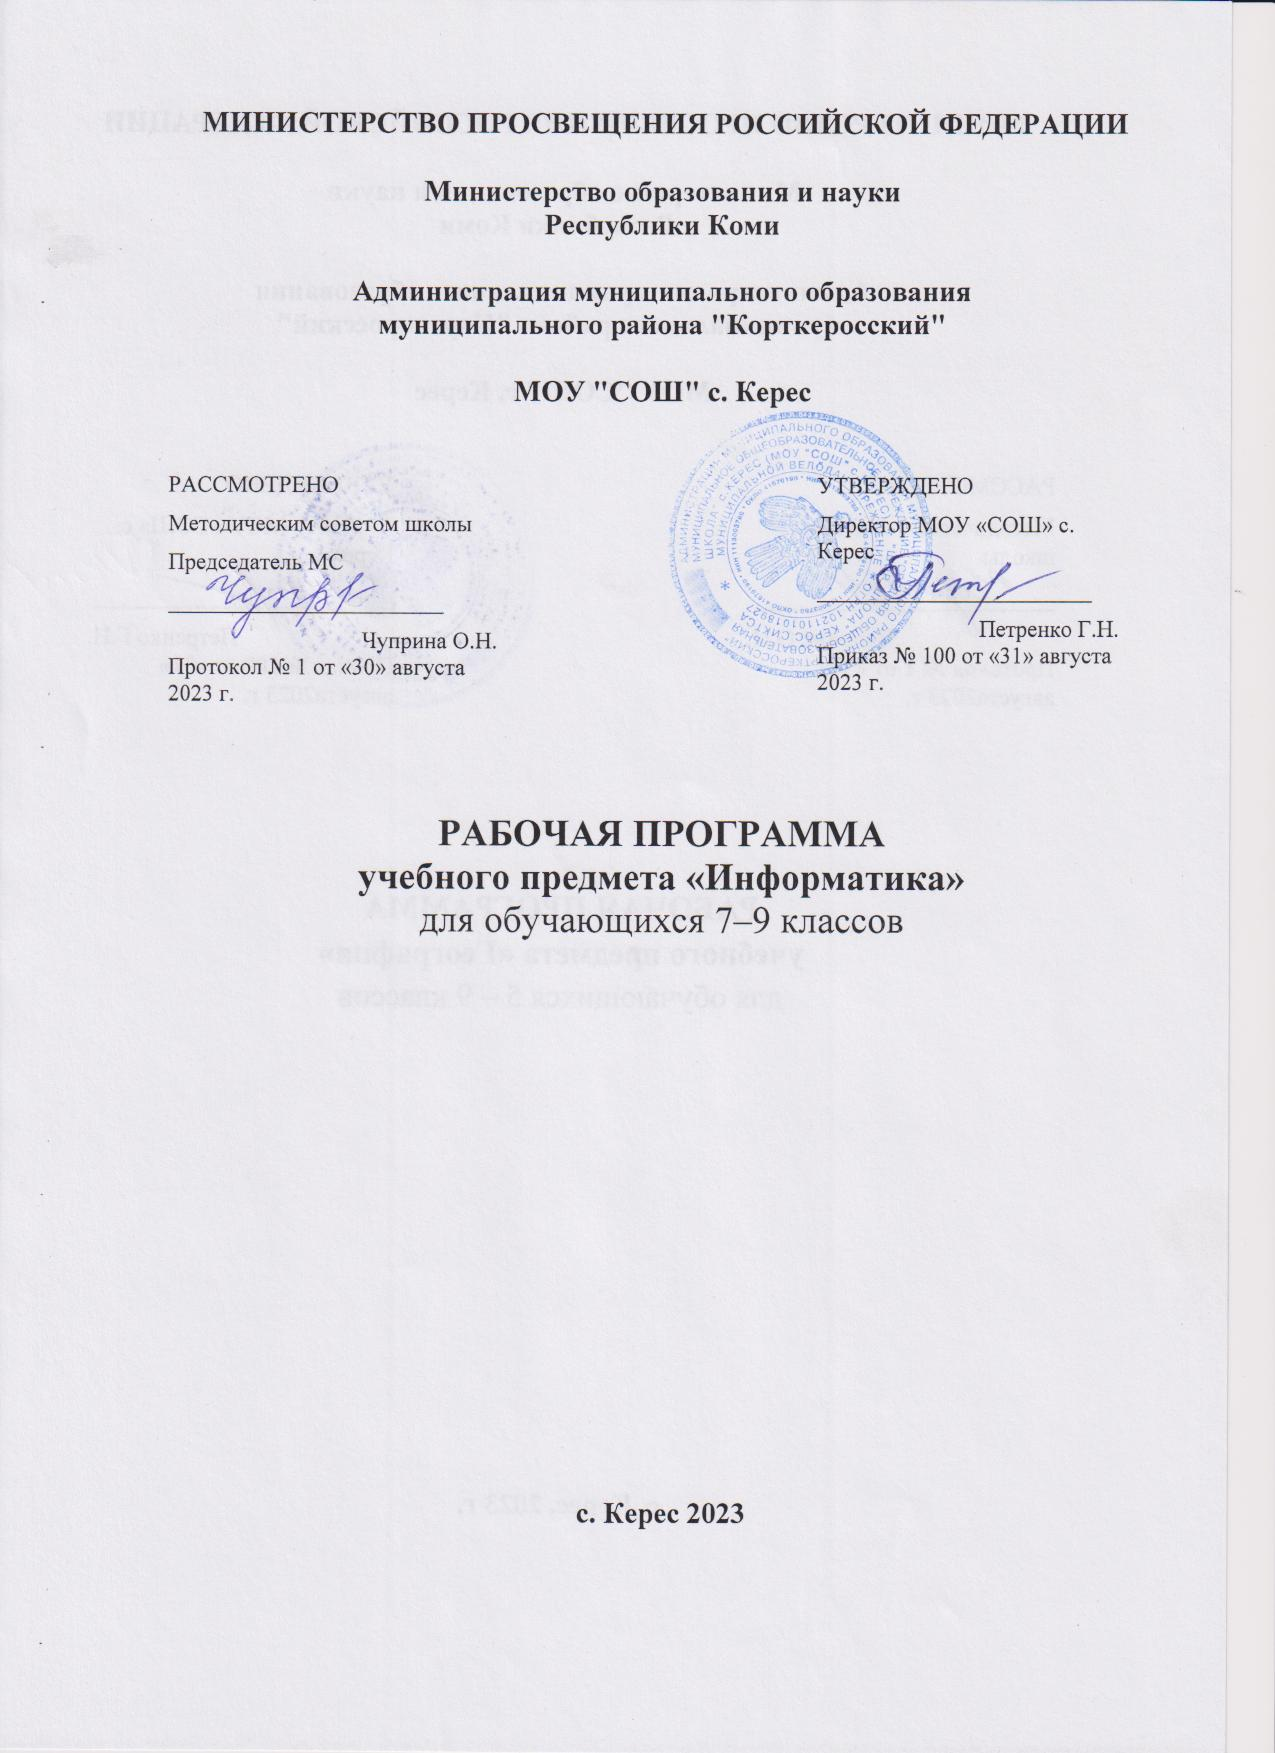 МИНИСТЕРСТВО ПРОСВЕЩЕНИЯ РОССИЙСКОЙ ФЕДЕРАЦИИ
Министерство образования и науки
Республики Коми
Администрация муниципального образования
муниципального района "Корткеросский"
МОУ "СОШ" с. Керес
РАССМОТРЕНО
Методическим советом школы
Председатель МС
Чуприна О.Н.
Протокол № 1 от «30» августа
2023 г.
УТВЕРЖДЕНО
Директор МОУ «СОШ» с.
Керес
Петренко Г.Н.
Приказ № 100 от «31» августа
2023 г.
РАБОЧАЯ ПРОГРАММА
учебного предмета «Информатика»
для обучающихся 7–9 классов
с. Керес 2023